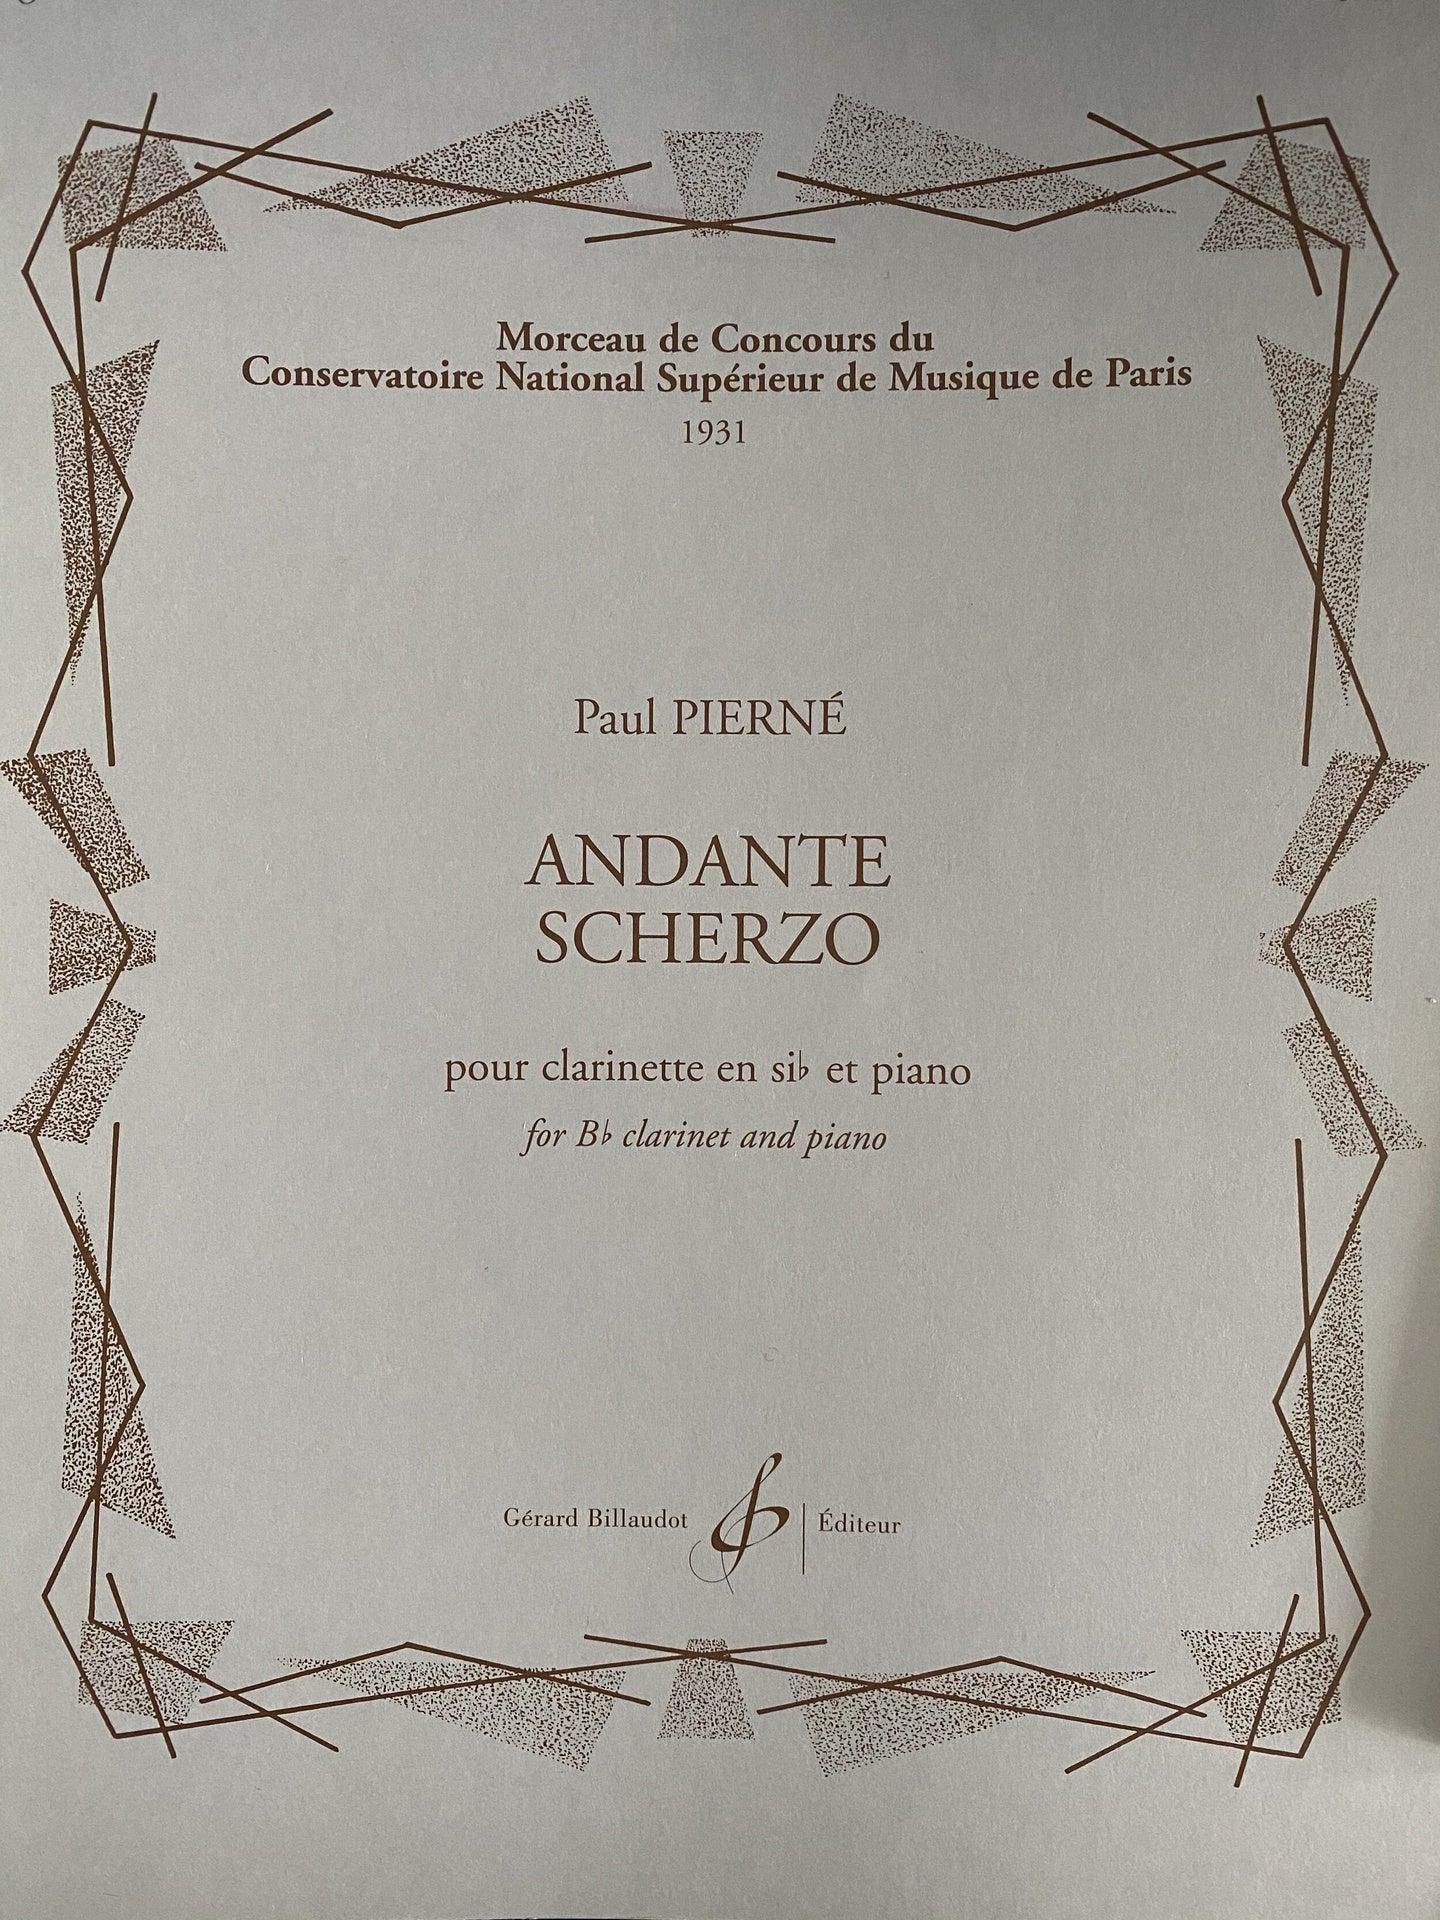 Morceau de Concours du
Conservatoire National Supérieur de Musique de Paris
1931
Paul PIERNÉ
ANDANTE
SCHERZO
pour clarinette en si♭ et piano
for B♭ clarinet and piano
Gérard Billaudot Éditeur